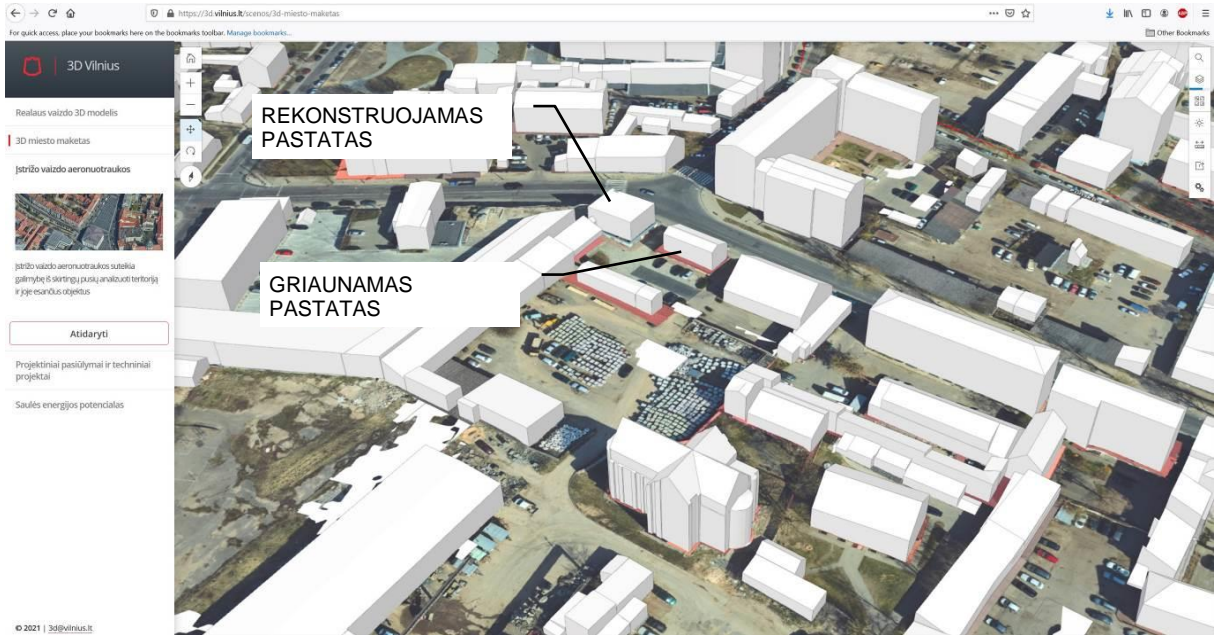 https://3d.vilnius.lt/scenos/3d-miesto-maketas
For quick access, place your bookmarks here on the bookmarks toolbar. Manage bookmarks...
Other Bookmarks
3D Vilnius
Realaus vaizdo 3D modelis
3D miesto maketas
Įstrižo vaizdo aeronuotraukos
Įstrižo vaizdo aeronuotraukos suteikia
galimybę iš skirtingų pusių analizuoti teritoriją
ir joje esančius objektus
Atidaryti
Projektiniai pasiūlymai ir techniniai
projektai
Saulės energijos potencialas
© 2021 | 3d@vilnius.lt
REKONSTRUOJAMAS
PASTATAS
GRIAUNAMAS
PASTATAS